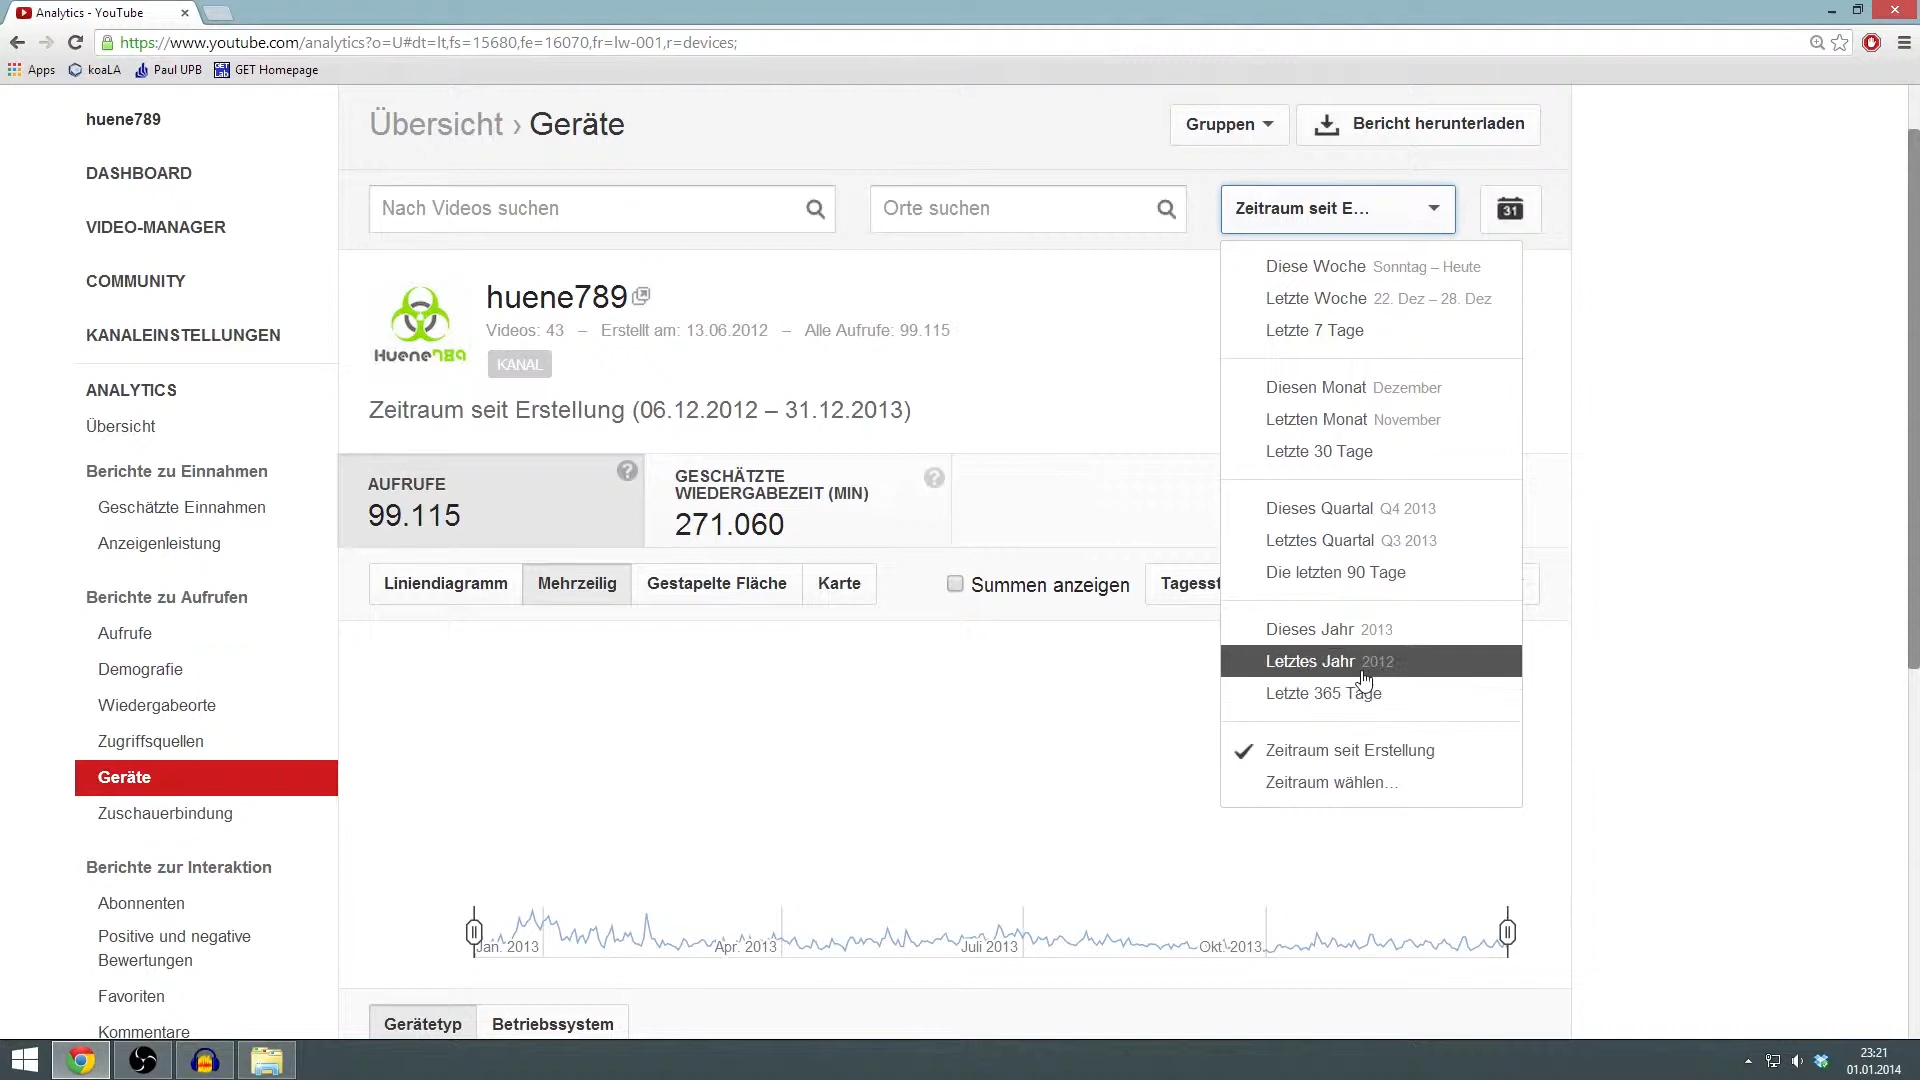 Analytics - YouTube
https://www.youtube.com/analytics?o=U#dt=lt,fs=15680,fe=16070,fr=lw-001,r=devices;
Apps koaLA Paul UPB GET Homepage
huene789
DASHBOARD
VIDEO-MANAGER
COMMUNITY
KANALEINSTELLUNGEN
ANALYTICS
Übersicht
Berichte zu Einnahmen
Geschätzte Einnahmen
Anzeigenleistung
Berichte zu Aufrufen
Aufrufe
Demografie
Wiedergabeorte
Zugriffsquellen
Geräte
Zuschauerbindung
Berichte zur Interaktion
Abonnenten
Positive und negative
Bewertungen
Favoriten
Kommentare
Übersicht › Geräte
Gruppen
Bericht herunterladen
Nach Videos suchen
Orte suchen
Zeitraum seit E...
31
Huene789
huene789
Videos: 43 – Erstellt am: 13.06.2012 – Alle Aufrufe: 99.115
KANAL
Zeitraum seit Erstellung (06.12.2012 – 31.12.2013)
AUFRUFE
99.115
?
GESCHÄTZTE
WIEDERGABEZEIT (MIN)
271.060
?
Liniendiagramm Mehrzeilig Gestapelte Fläche Karte
Summen anzeigen
Tagesst
Diese Woche Sonntag – Heute
Letzte Woche 22. Dez – 28. Dez
Letzte 7 Tage
Diesen Monat Dezember
Letzten Monat November
Letzte 30 Tage
Dieses Quartal Q4 2013
Letztes Quartal Q3 2013
Die letzten 90 Tage
Dieses Jahr 2013
Letztes Jahr 2012
Letzte 365 Tage
Zeitraum seit Erstellung
Zeitraum wählen...
Jan. 2013 Apr. 2013 Juli 2013 Okt. 2013
Gerätetyp Betriebssystem
23:21
01.01.2014